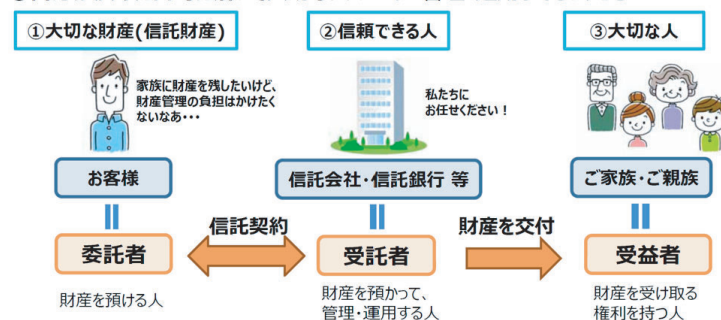 ①大切な財産(信託財産)
②信頼できる人
③大切な人
家族に財産を残したいけど、
財産管理の負担はかけたく
ないなあ・・・
私たちに
お任せください！
お客様
信託会社・信託銀行 等
ご家族・ご親族
信託契約
財産を交付
委託者
受託者
受益者
財産を預ける人
財産を預かって、
管理・運用する人
財産を受け取る
権利を持つ人